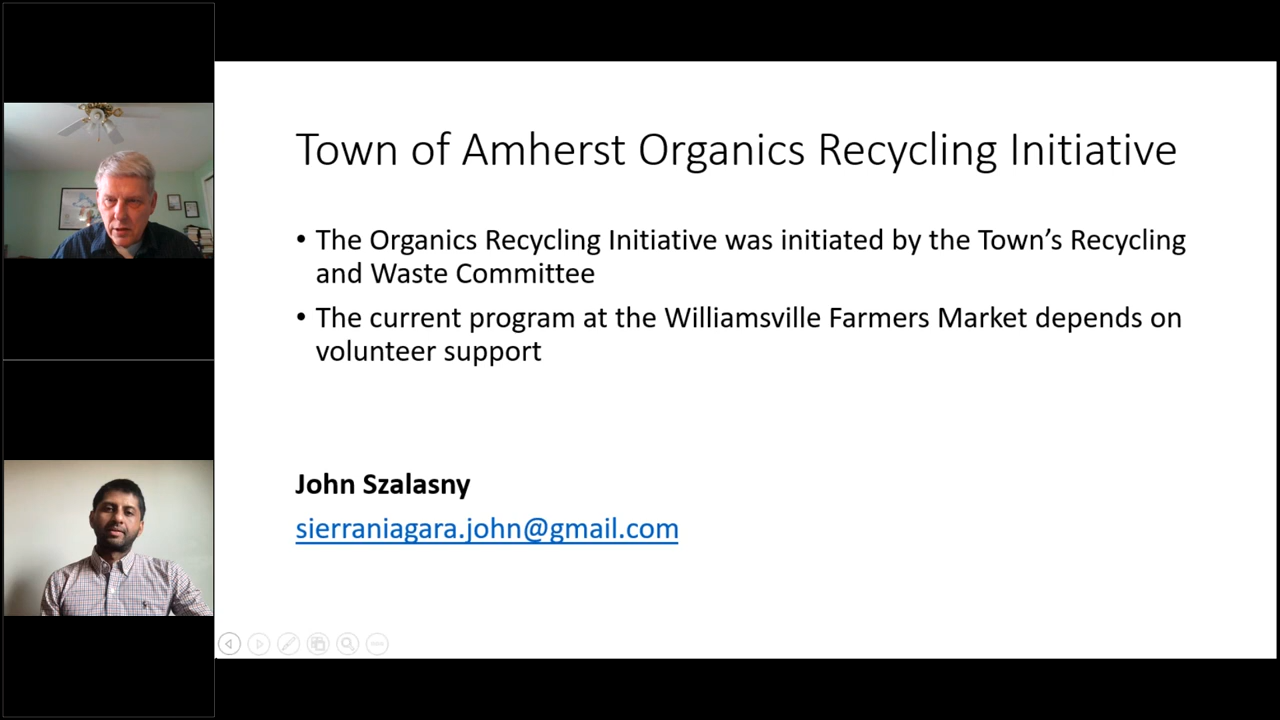 Town of Amherst Organics Recycling Initiative
• The Organics Recycling Initiative was initiated by the Town’s Recycling
and Waste Committee
• The current program at the Williamsville Farmers Market depends on
volunteer support
John Szalasny
sierraniagara.john@gmail.com